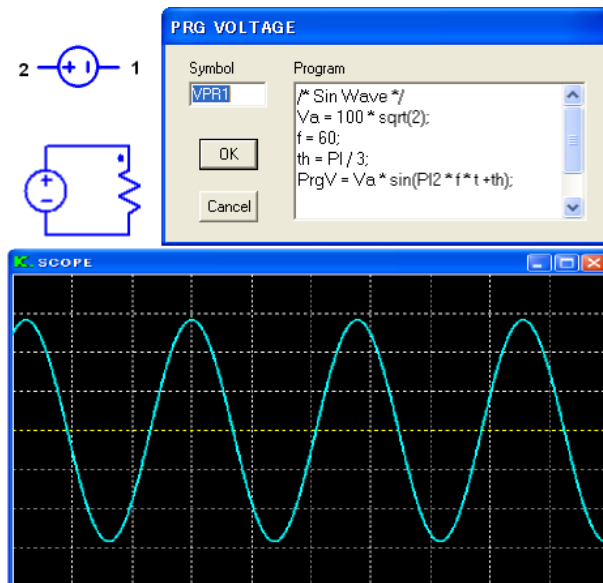 PRG VOLTAGE
2
1
Symbol
Program
VPR1
/* Sin Wave */
Va = 100 * sqrt(2);
f = 60;
th = PI / 3;
PrgV = Va * sin(PI2 * f * t +th);
OK
Cancel
K. SCOPE